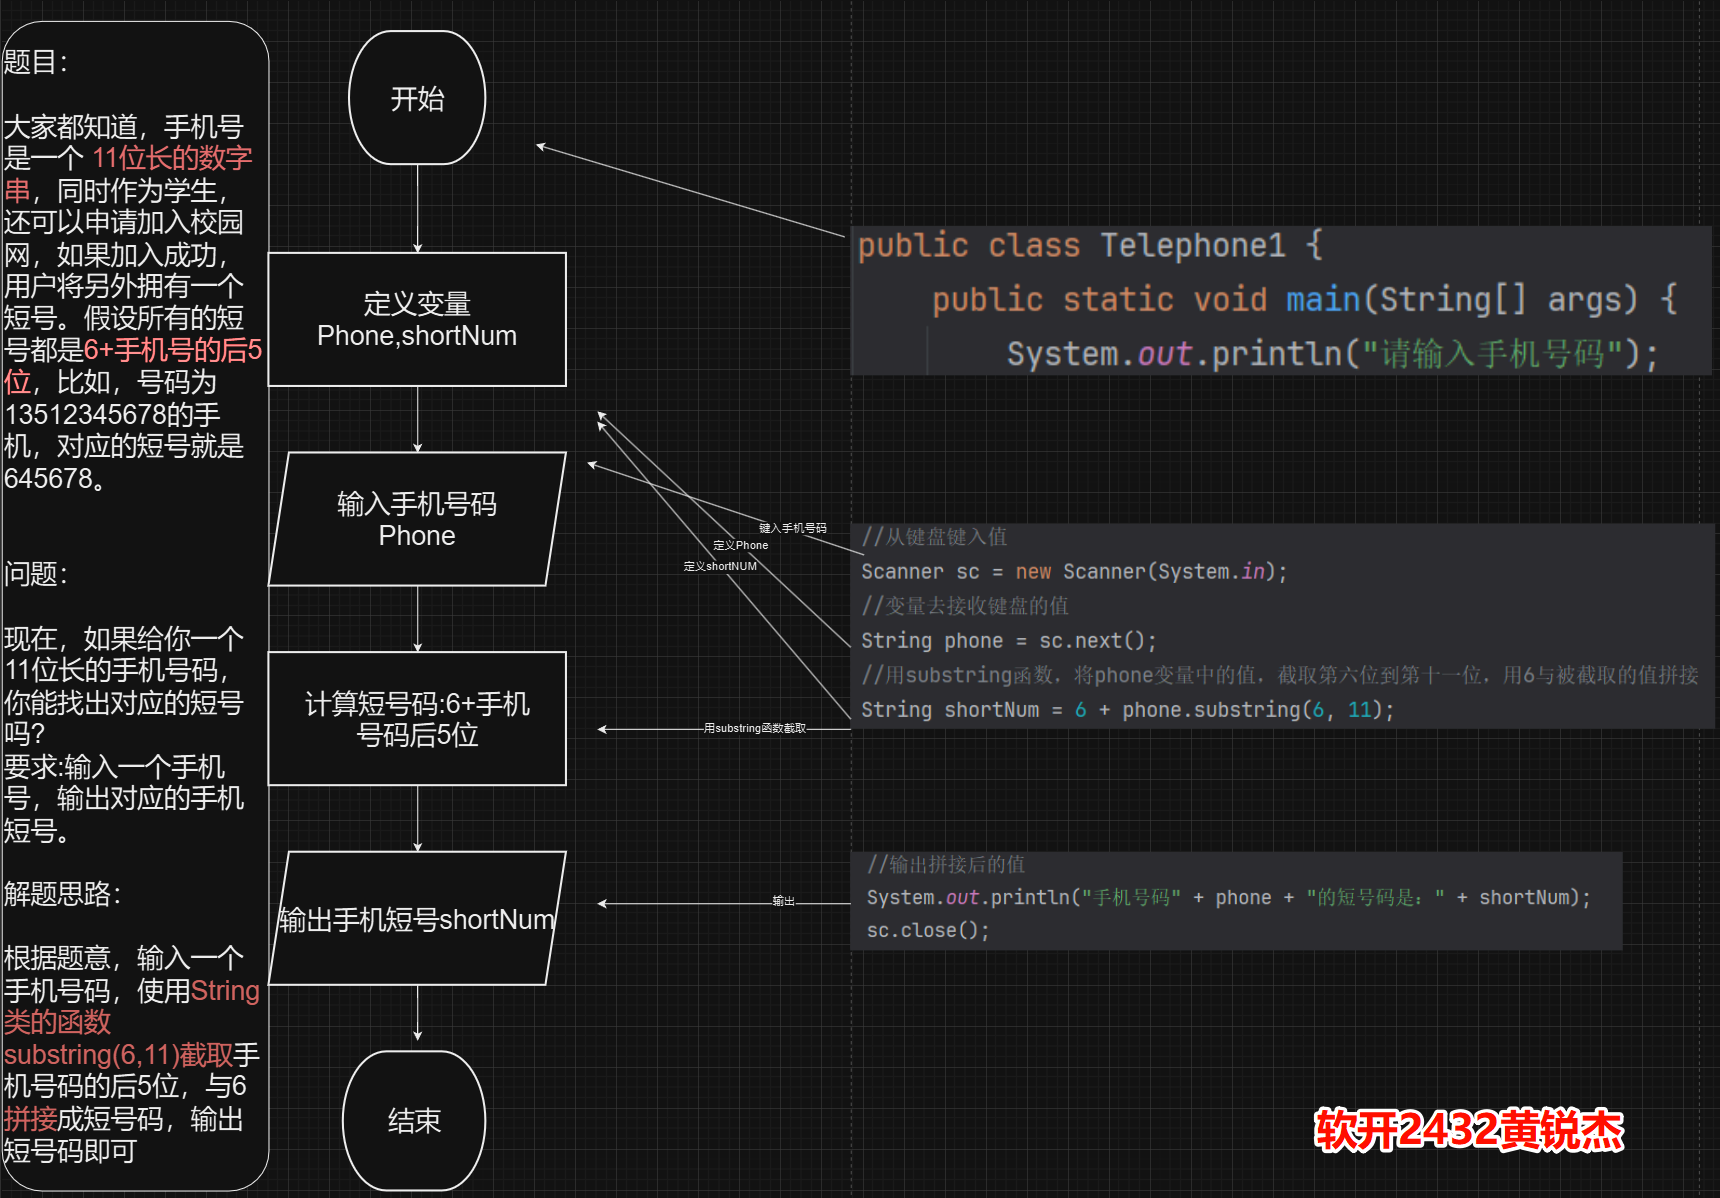 题目：
大家都知道，手机号
是一个 11位长的数字
串，同时作为学生，
还可以申请加入校园
网，如果加入成功，
用户将另外拥有一个
短号。假设所有的短
号都是6+手机号的后5
位，比如，号码为
13512345678的手
机，对应的短号就是
645678。
问题：
现在，如果给你一个
11位长的手机号码，
你能找出对应的短号
吗?
要求:输入一个手机
号，输出对应的手机
短号。
解题思路：
根据题意，输入一个
手机号码，使用String
类的函数
substring(6,11)截取手
机号码的后5位，与6
拼接成短号码，输出
短号码即可
开始
定义变量
Phone,shortNum
输入手机号码
Phone
计算短号码:6+手机
号码后5位
输出手机短号shortNum
结束
public class Telephone1 {
public static void main(String[] args) {
System.out.println("请输入手机号码");
键入手机号码
定义Phone
定义shortNUM
用substring函数截取
输出
//从键盘键入值
Scanner sc = new Scanner(System.in);
//变量去接收键盘的值
String phone = sc.next();
//用substring函数，将phone变量中的值，截取第六位到第十一位，用6与被截取的值拼接
String shortNum = 6 + phone.substring(6, 11);
//输出拼接后的值
System.out.println("手机号码" + phone + "的短号码是：" + shortNum);
sc.close();
软开2432黄锐杰